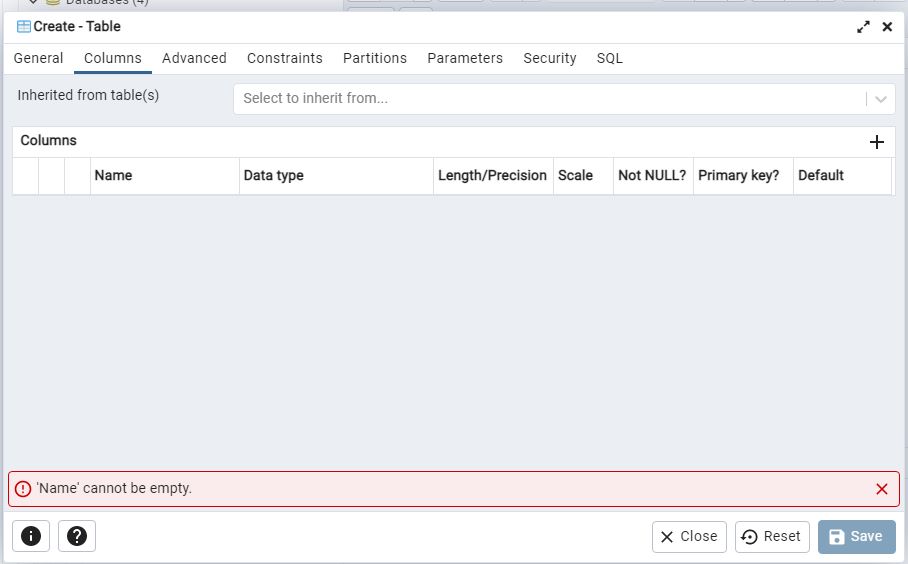 Databases (4)
Create - Table
General Columns Advanced Constraints Partitions Parameters Security SQL
Inherited from table(s)
Select to inherit from...
Columns
Name Data type Length/Precision Scale Not NULL? Primary key? Default
'Name' cannot be empty.
Close Reset Save